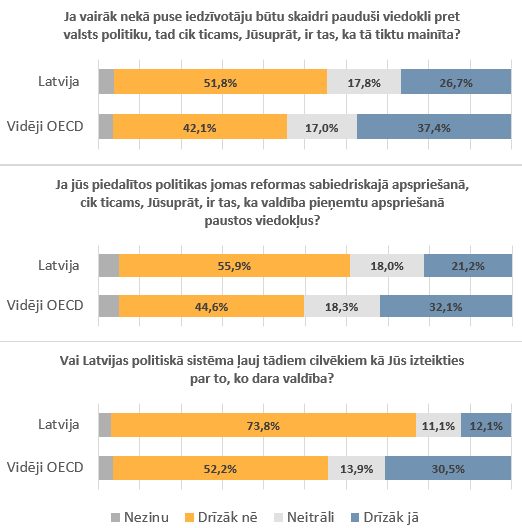 Ja vairāk nekā puse iedzīvotāju būtu skaidri pauduši viedokli pret
valsts politiku, tad cik ticams, Jūsuprāt, ir tas, ka tā tiktu mainīta?
Latvija 51,8% 17,8% 26,7%
Vidēji OECD 42,1% 17,0% 37,4%
Ja jūs piedalītos politikas jomas reformas sabiedriskajā apspriešanā,
cik ticams, Jūsuprāt, ir tas, ka valdība pieņemtu apspriešanā
paustos viedokļus?
Latvija 55,9% 18,0% 21,2%
Vidēji OECD 44,6% 18,3% 32,1%
Vai Latvijas politiskā sistēma ļauj tādiem cilvēkiem kā Jūs izteikties
par to, ko dara valdība?
Latvija 73,8% 11,1% 12,1%
Vidēji OECD 52,2% 13,9% 30,5%
Nezinu Drīzāk nē Neitrāli Drīzāk jā